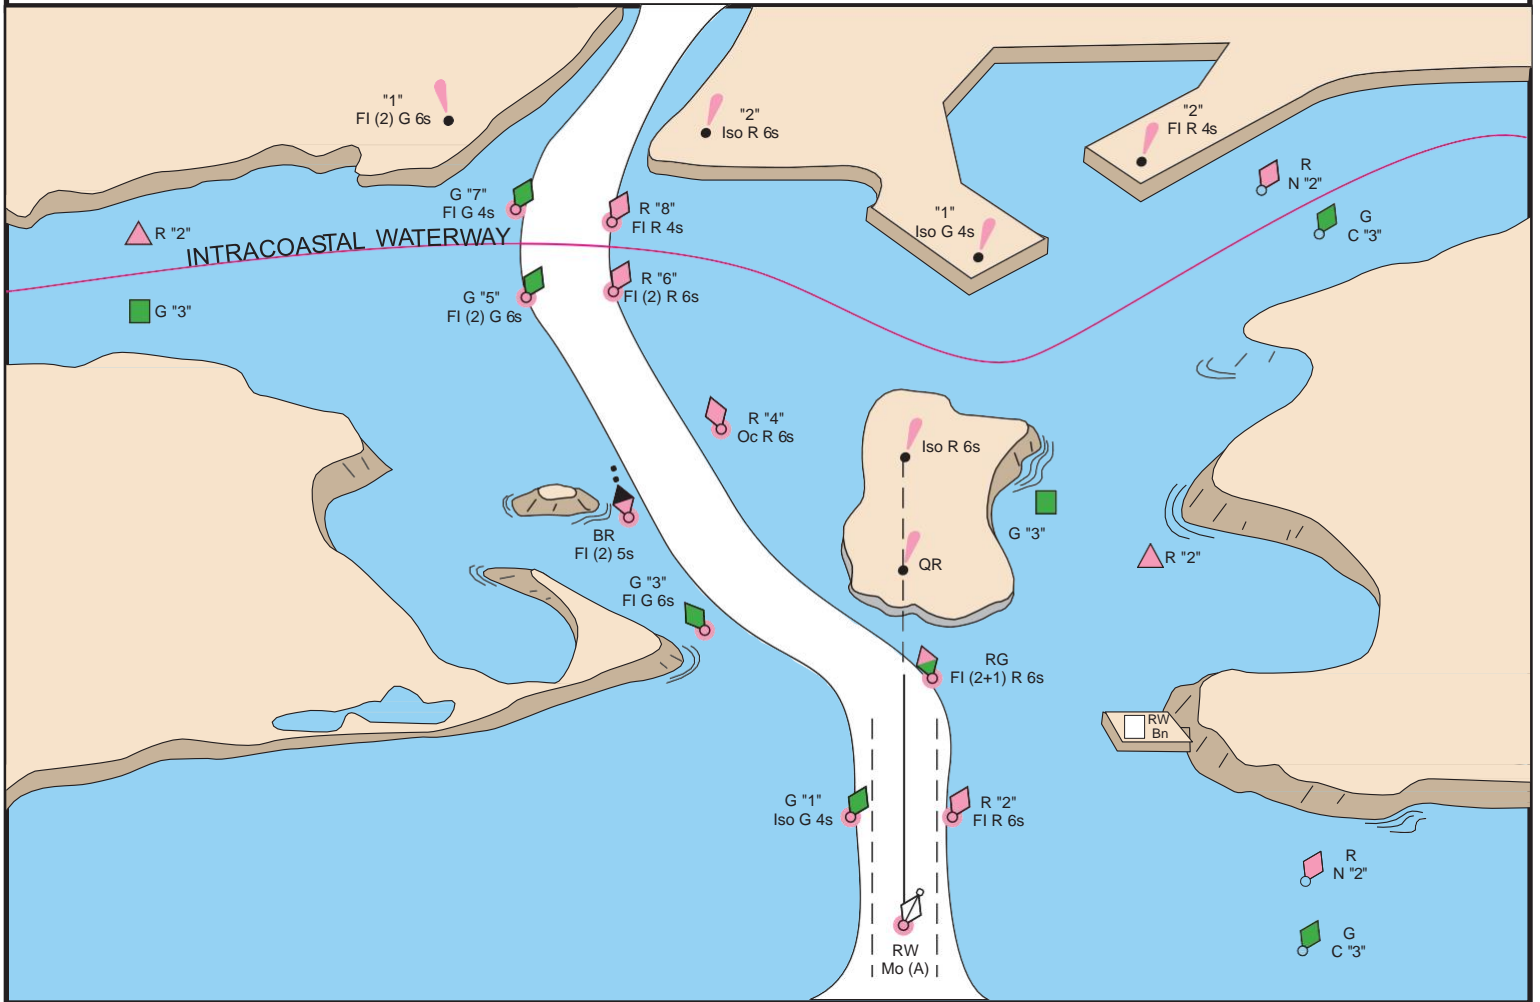 "1"
Fl (2) G 6s
"2"
Iso R 6s
"2"
Fl R 4s
R
N "2"
G
C "3"
"1"
Iso G 4s
G "7"
Fl G 4s
R "8"
Fl R 4s
R "2"
INTRACOASTAL WATERWAY
G "3"
G "5"
Fl (2) G 6s
R "6"
Fl (2) R 6s
R "4"
Oc R 6s
Iso R 6s
QR
G "3"
R "2"
BR
Fl (2) 5s
G "3"
Fl G 6s
RG
Fl (2+1) R 6s
RW
Bn
G "1"
Iso G 4s
R "2"
Fl R 6s
R
N "2"
G
C "3"
RW
Mo (A)